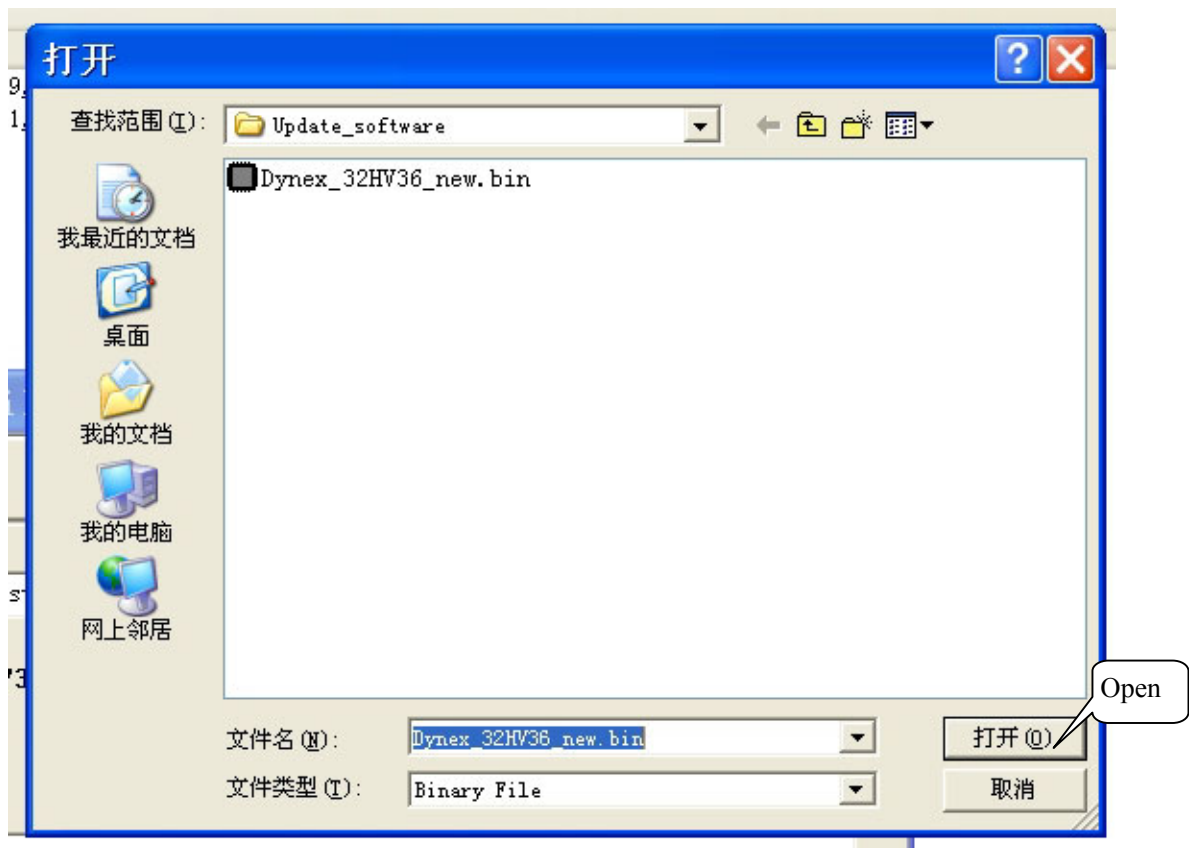 打开
9,
1,
查找范围(I):
Update_software
Dynex_32HV36_new.bin
我最近的文档
桌面
我的文档
我的电脑
网上邻居
Open
文件名(N):
Dynex_32HV36_new.bin
打开(O)
文件类型(T):
Binary File
取消